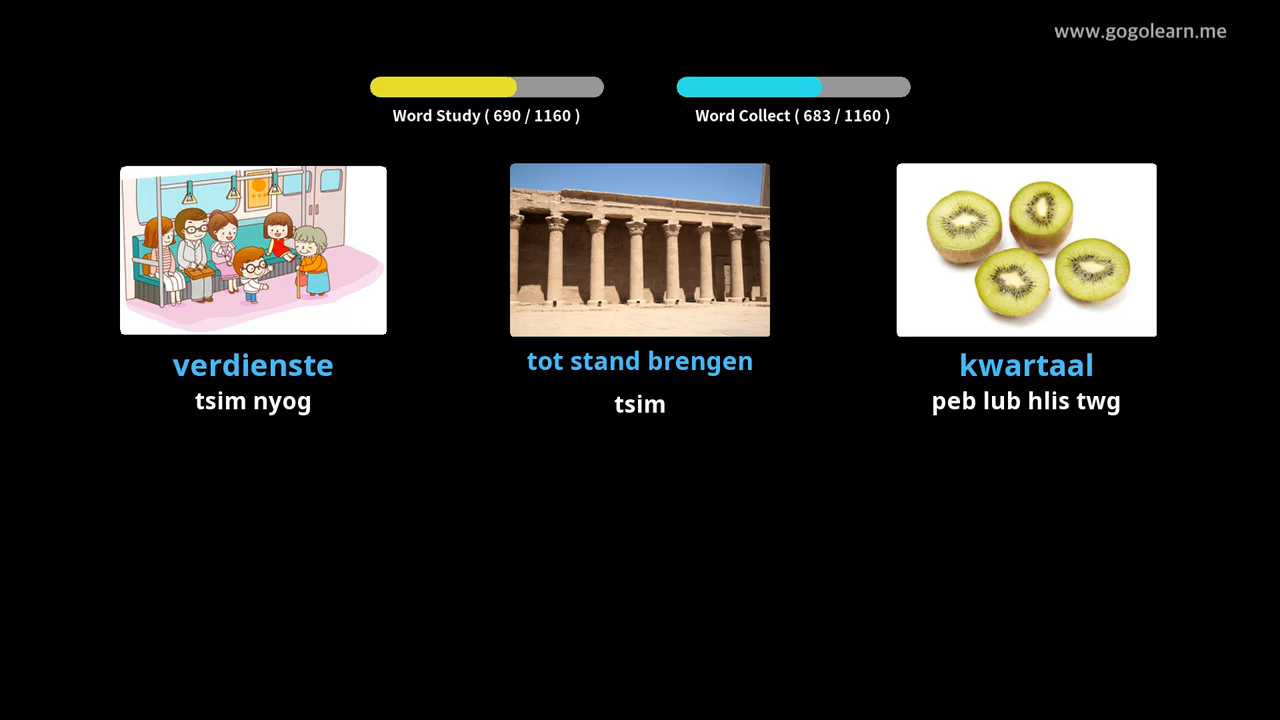 www.gogolearn.me
Word Study ( 690 / 1160 )
Word Collect ( 683 / 1160 )
verdienste
tsim nyog
tot stand brengen
tsim
kwartaal
peb lub hlis twg